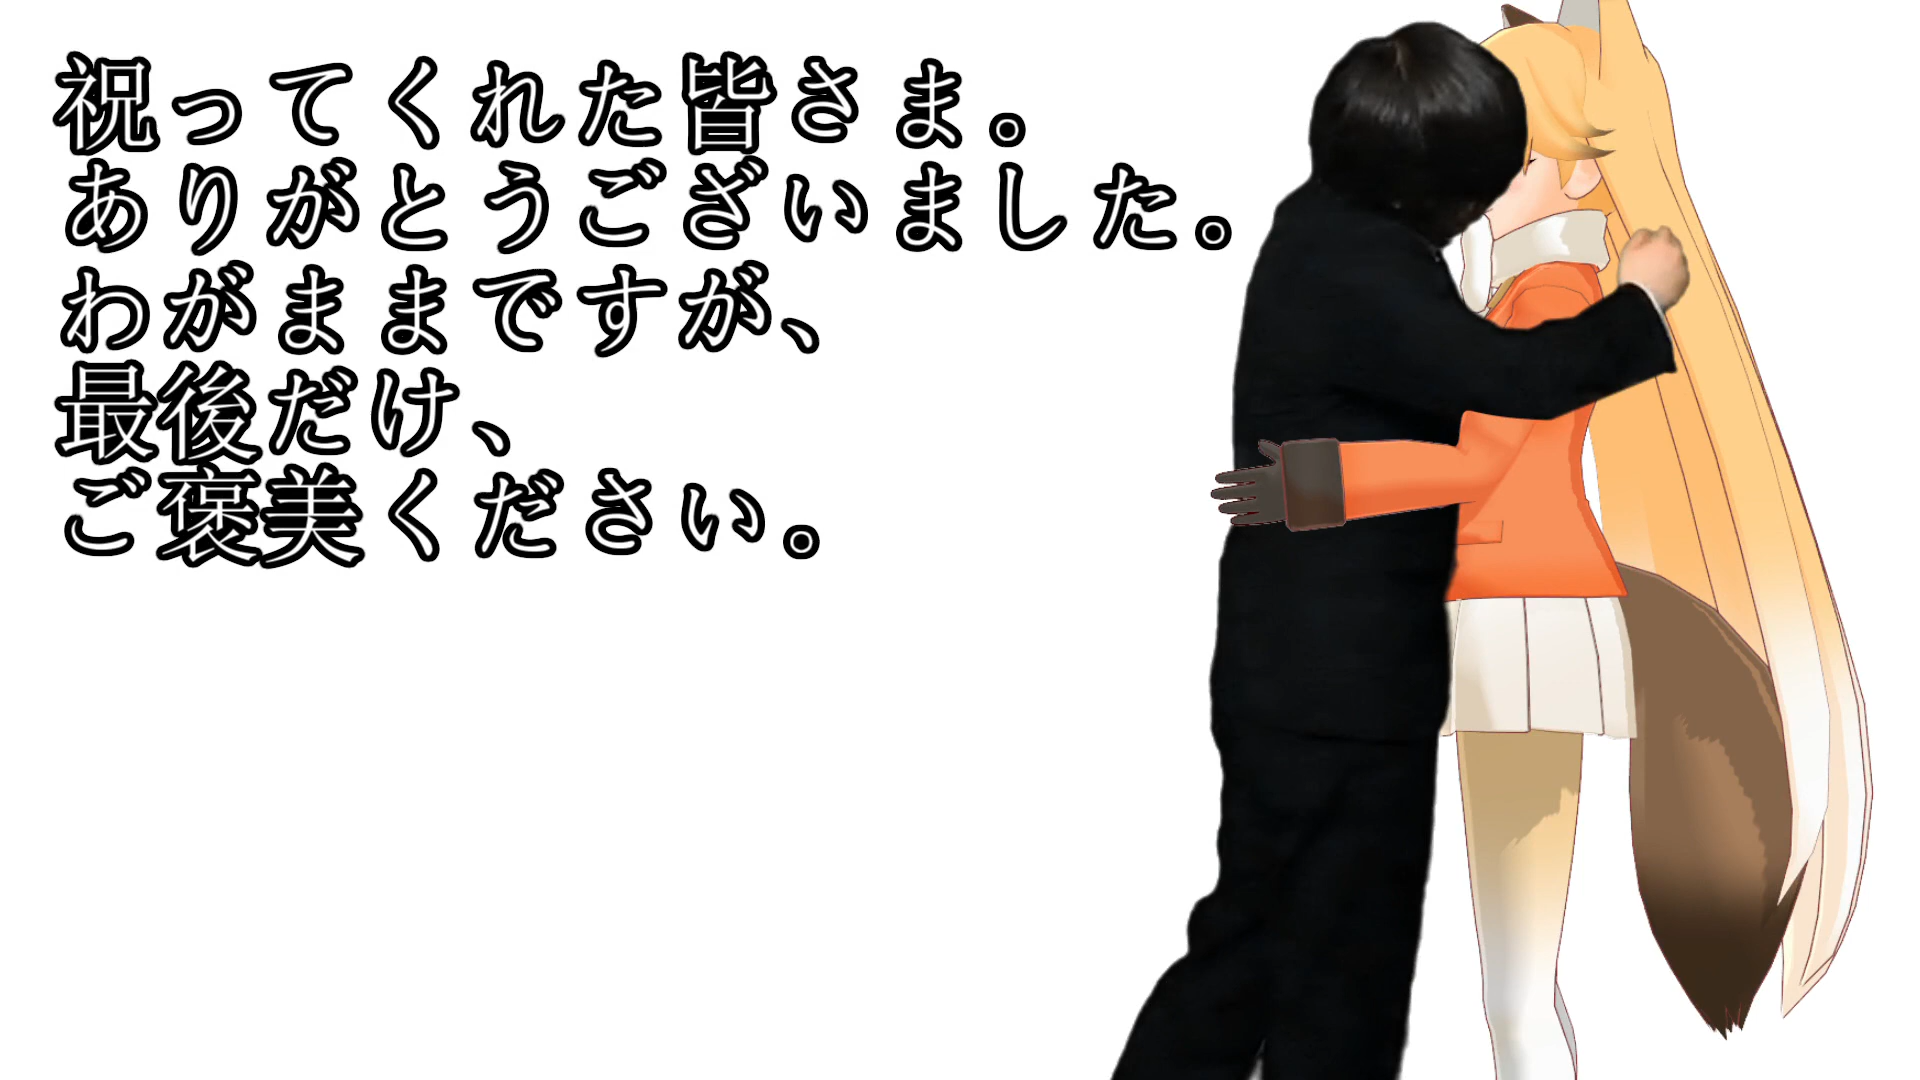 祝ってくれた皆さま。
ありがとうございました。
わがままですが、
最後だけ、
ご褒美ください。